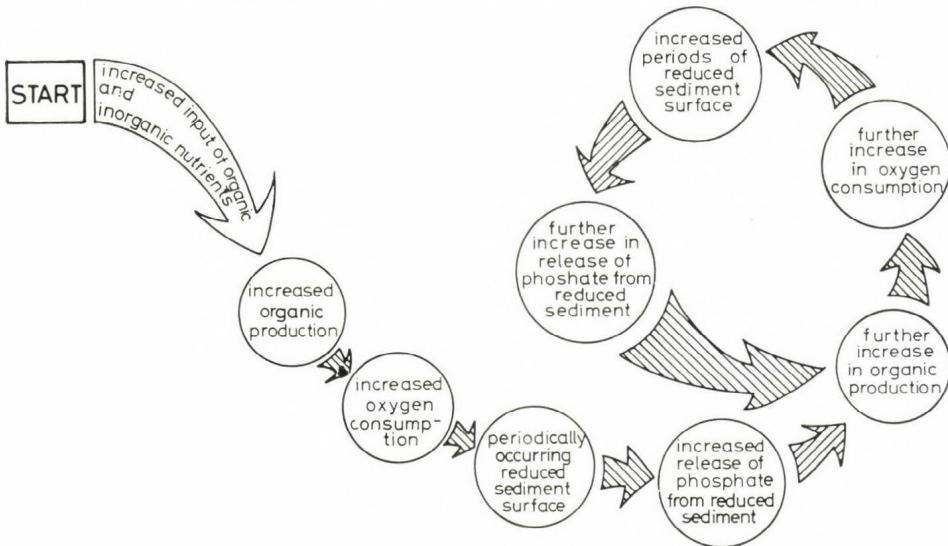 START
increased input of organic
and
inorganic nutrients
increased
organic
production
increased
oxygen
consump-
tion
periodically
occurring
reduced
sediment
surface
increased
release of
phosphate
from reduced
sediment
further
increase
in organic
production
further
increase
in oxygen
consumption
increased
periods of
reduced
sediment
surface
further
increase in
release of
phoshate from
reduced
sediment